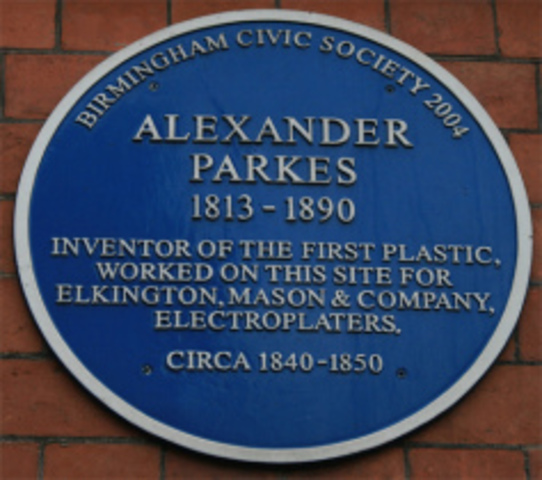 BIRMINGHAM CIVIC SOCIETY 2004
ALEXANDER
PARKES
1813 - 1890
INVENTOR OF THE FIRST PLASTIC,
WORKED ON THIS SITE FOR
ELKINGTON, MASON & COMPANY,
ELECTROPLATERS.
CIRCA 1840-1850